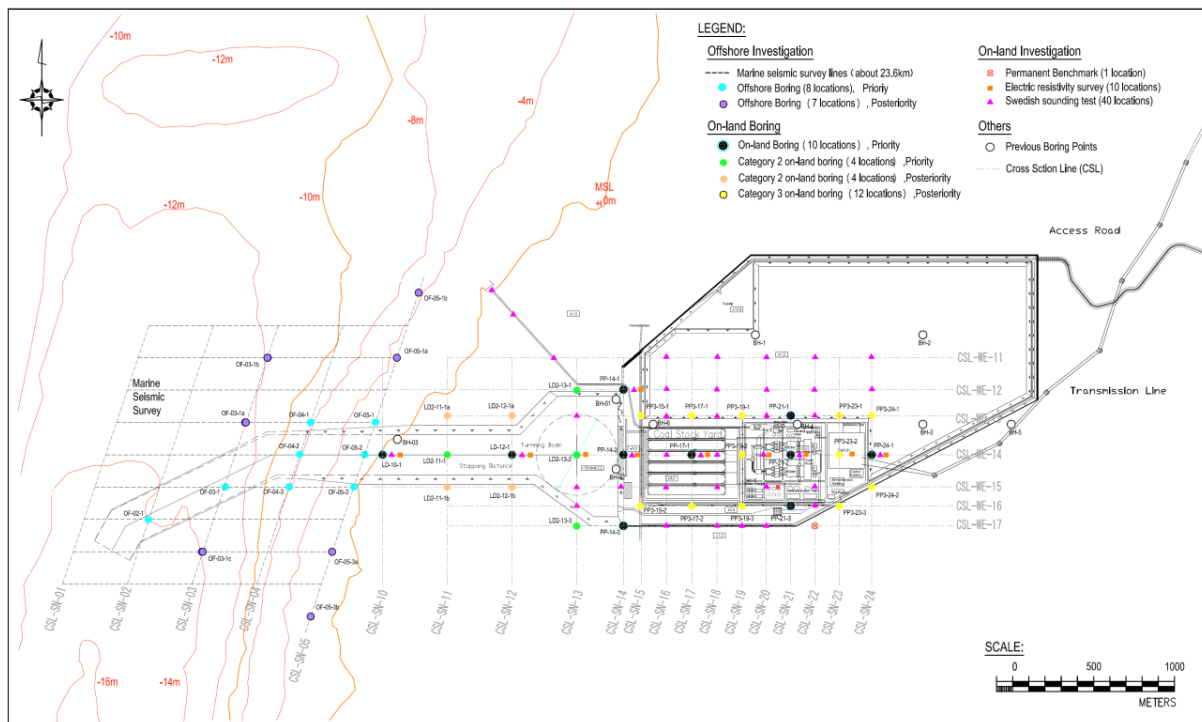 -10m
-12m
-4m
-8m
-10m
-12m
MSL
+0m
LEGEND:
Offshore Investigation
Marine seismic survey lines (about 23.6km)
Offshore Boring (8 locations), Prioriy
Offshore Boring (7 locations), Posteriority
On-land Boring
On-land Boring (10 locations) , Priority
Category 2 on-land boring (4 locations) ,Priority
Category 2 on-land boring (4 locations) ,Posteriority
Category 3 on-land boring (12 locations) ,Posteriority
On-land Investigation
Permanent Benchmark (1 location)
Electric resistivity survey (10 locations)
Swedish sounding test (40 locations)
Others
Previous Boring Points
Cross Sction Line (CSL)
Access Road
Transmission Line
OF-05-1b
OF-05-1a
OF-03-1b
Marine
Seismic
Survey
OF-03-1a
OF-04-1
OF-05-1
OF-04-2
OF-05-2
BH-03
LD-10-1
OF-03-1
OF-04-3
OF-05-3
OF-02-1
OF-03-1c
OF-05-3a
OF-05-3b
LD2-11-1a
LD2-12-1a
LD2-11-1
LD-12-1
Stoppong Distance
LD2-11-1b
LD2-12-1b
LD2-13-1
Turnning Basin
LD2-13-2
LD2-13-3
PP-14-1
BH-01
PP-14-2
PP-14-3
BH-1
BH-2
BH-3
PP3-15-1
PP3-17-1
PP3-19-1
PP-21-1
PP3-23-1
PP3-24-1
Coal Stock Yard
PP-17-1
PP3-23-2
PP-24-1
PP3-24-2
PP3-15-2
PP3-17-2
PP3-19-3
PP-21-3
PP3-23-3
CSL-WE-11
CSL-WE-12
CSL-WE-14
CSL-WE-15
CSL-WE-16
CSL-WE-17
CSL-SN-01
CSL-SN-02
CSL-SN-03
CSL-SN-04
CSL-SN-05
CSL-SN-10
CSL-SN-11
CSL-SN-12
CSL-SN-13
CSL-SN-14
CSL-SN-15
CSL-SN-16
CSL-SN-17
CSL-SN-18
CSL-SN-19
CSL-SN-20
CSL-SN-21
CSL-SN-22
CSL-SN-23
CSL-SN-24
-16m
-14m
SCALE:
0 500 1000
METERS